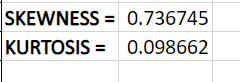 SKEWNESS = 0.736745
KURTOSIS = 0.098662